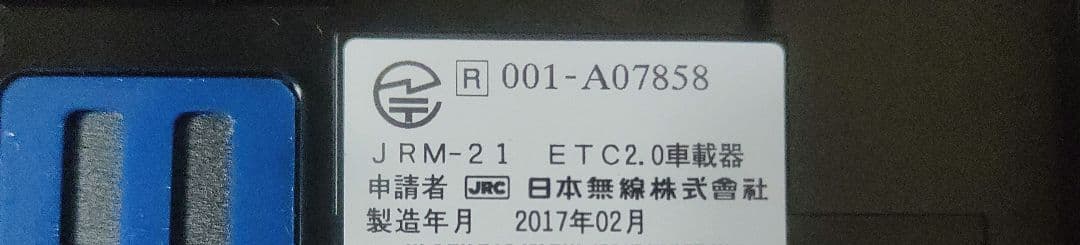 R 001-A07858
JRM-21 ETC2.0車載器
申請者 JRC 日本無線株式會社
製造年月 2017年02月